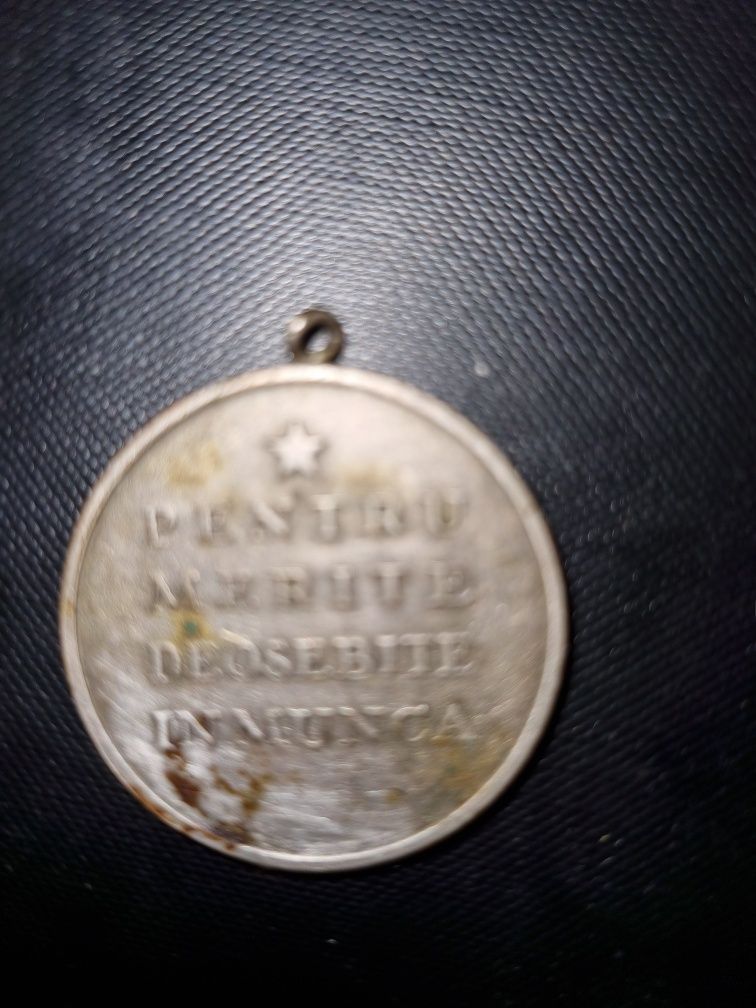 PENTRU
MERITE
DEOSEBITE
IN MUNCA